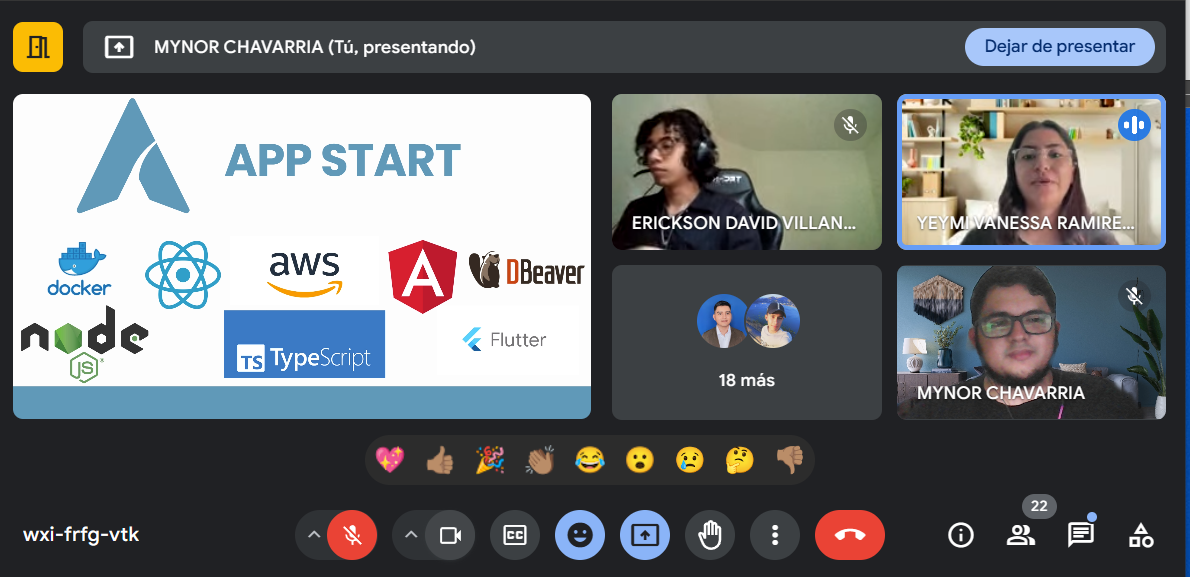 MYNOR CHAVARRIA (Tú, presentando)
Dejar de presentar
APP START
docker
aws
DBeaver
node
JS
TS TypeScript
Flutter
ERICKSON DAVID VILLAN...
YEYMI VANESSA RAMIRE...
18 más
MYNOR CHAVARRIA
wxi-frfg-vtk
CC
22